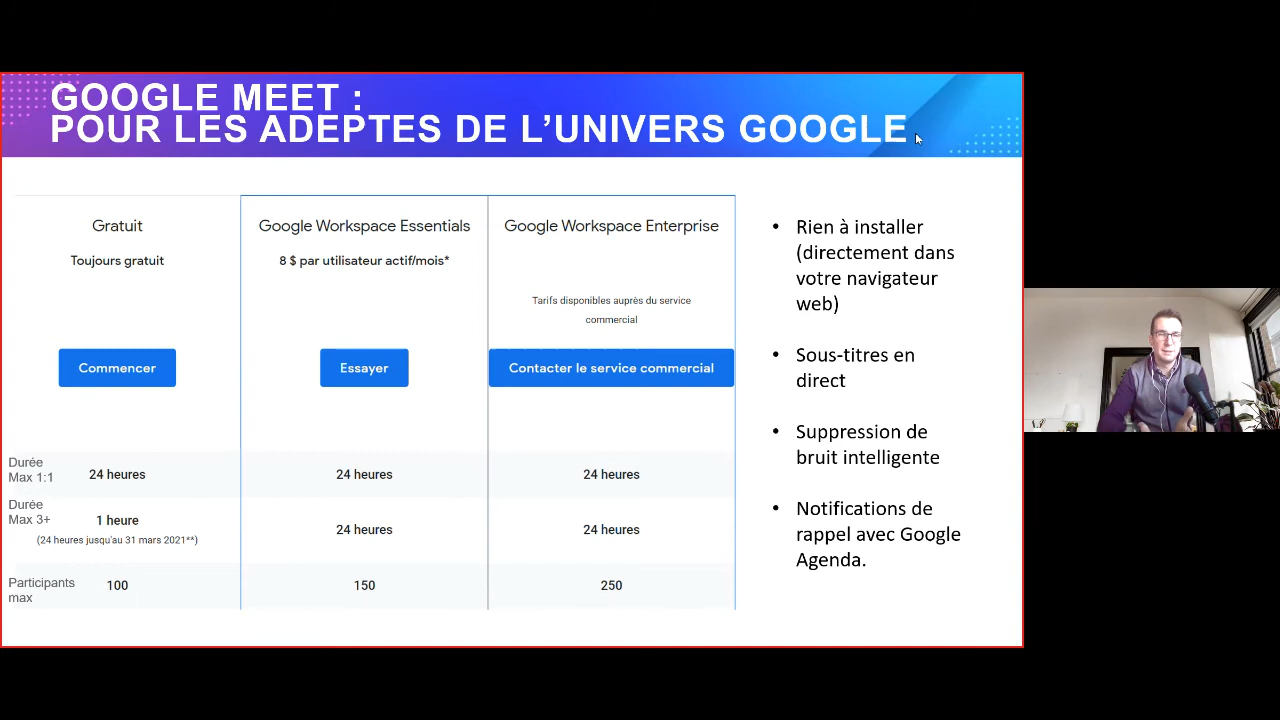 GOOGLE MEET :
POUR LES ADEPTES DE L’UNIVERS GOOGLE
Gratuit
Toujours gratuit
Commencer
Google Workspace Essentials
8 $ par utilisateur actif/mois*
Essayer
Google Workspace Enterprise
Tarifs disponibles auprès du service
commercial
Contacter le service commercial
Durée
Max 1:1
24 heures
24 heures
24 heures
Durée
Max 3+
1 heure
(24 heures jusqu'au 31 mars 2021**)
24 heures
24 heures
Participants
max
100
150
250
• Rien à installer
(directement dans
votre navigateur
web)
• Sous-titres en
direct
• Suppression de
bruit intelligente
• Notifications de
rappel avec Google
Agenda.